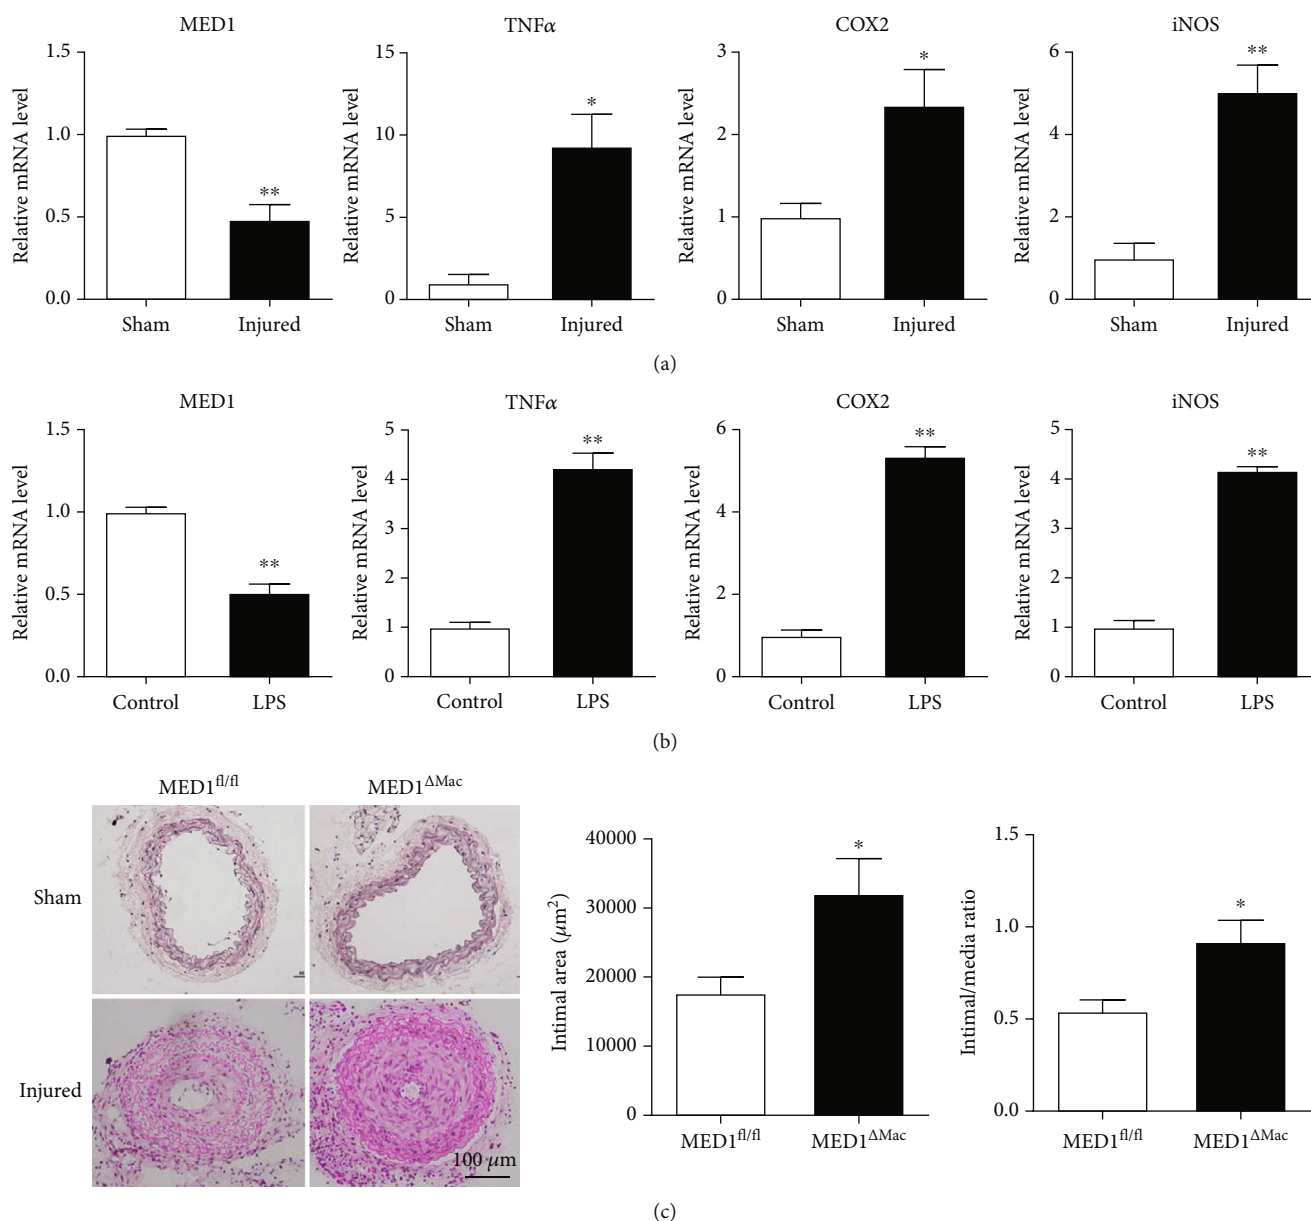 MED1
TNFα
COX2
iNOS
Relative mRNA level
1.5
1.0
0.5
0.0
**
Sham
Injured
Relative mRNA level
15
10
5
0
*
Sham
Injured
Relative mRNA level
3
2
1
0
*
Sham
Injured
Relative mRNA level
6
4
2
0
**
Sham
Injured
(a)
MED1
TNFα
COX2
iNOS
Relative mRNA level
1.5
1.0
0.5
0.0
**
Control
LPS
Relative mRNA level
5
4
3
2
1
0
**
Control
LPS
Relative mRNA level
6
4
2
0
**
Control
LPS
Relative mRNA level
5
4
3
2
1
0
**
Control
LPS
(b)
MED1fl/fl
MED1ΔMac
Sham
Injured
100 μm
Intimal area (μm²)
40000
30000
20000
10000
0
*
MED1fl/fl
MED1ΔMac
Intimal/media ratio
1.5
1.0
0.5
0.0
*
MED1fl/fl
MED1ΔMac
(c)